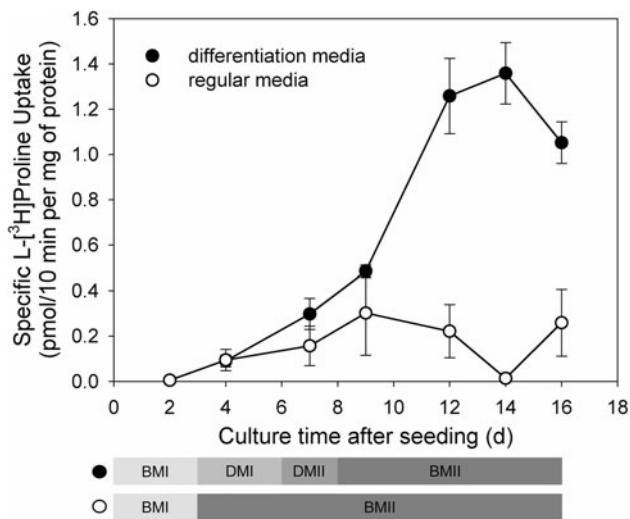 Specific L-[³H]Proline Uptake
(pmol/10 min per mg of protein)
1.6
1.4
1.2
1.0
0.8
0.6
0.4
0.2
0.0
differentiation media
regular media
0 2 4 6 8 10 12 14 16 18
Culture time after seeding (d)
BMI DMI DMII BMII
BMI BMII